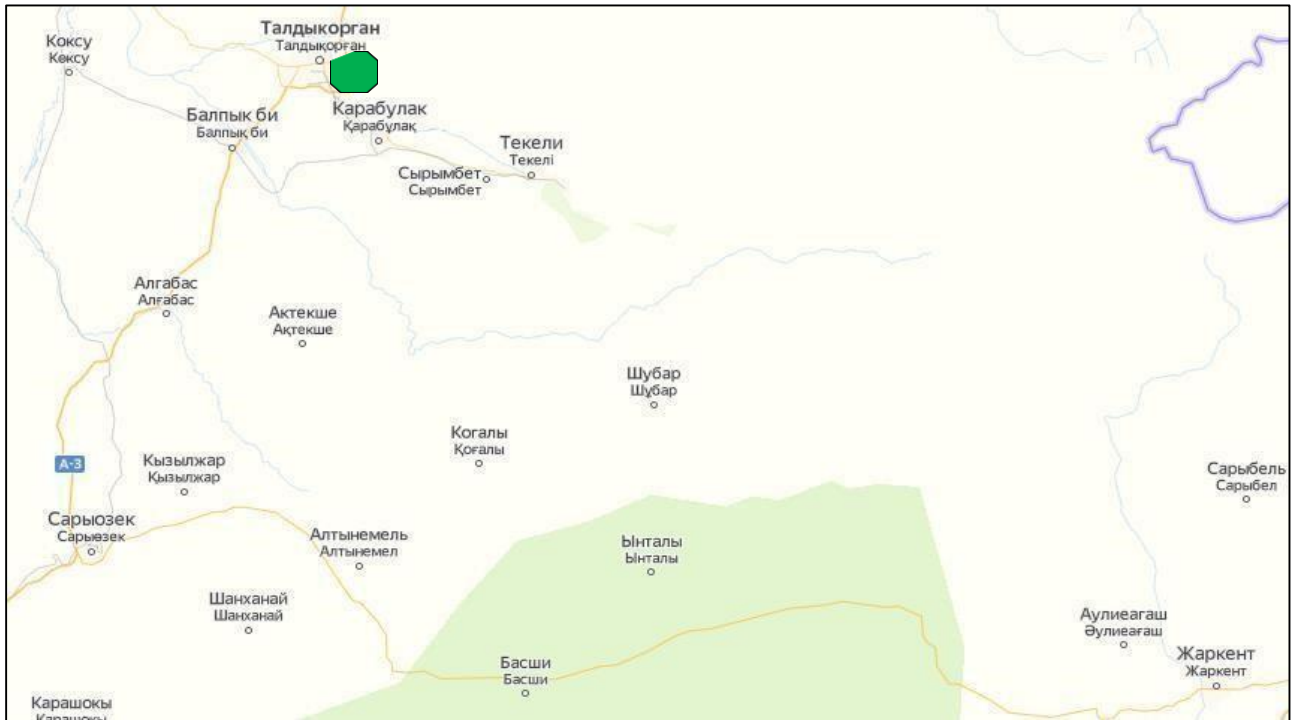 Талдыкорган
Талдықорған
Коксу
Көксу
Балпык би
Балпық би
Карабулак
Қарабұлақ
Текели
Текелі
Сырымбет
Сырымбет
Алгабас
Алғабас
Актекше
Ақтекше
Шубар
Шұбар
Когалы
Қоғалы
А-3
Кызылжар
Қызылжар
Сарыбель
Сарыбел
Сарыозек
Сарыөзек
Алтынемель
Алтынемел
Ынталы
Ынталы
Шанханай
Шанханай
Аулиеагаш
Әулиеағаш
Басши
Басши
Жаркент
Жаркент
Карашокы